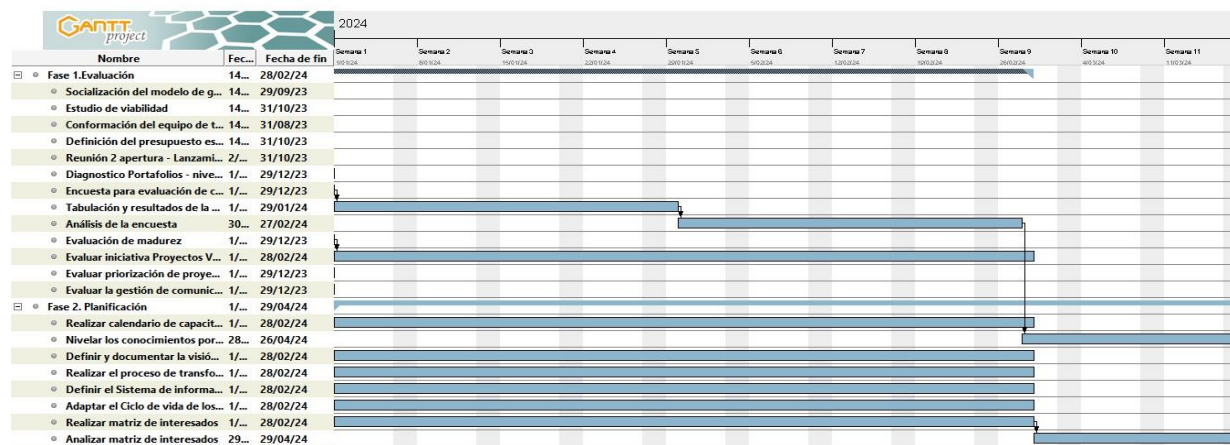 GANTT
project
2024
Semana 1 Semana 2 Semana 3 Semana 4 Semana 5 Semana 6 Semana 7 Semana 8 Semana 9 Semana 10 Semana 11
Nombre Fec... Fecha de fin 1/01/24 8/01/24 15/01/24 22/01/24 29/01/24 5/02/24 12/02/24 19/02/24 26/02/24 4/03/24 11/03/24
Fase 1.Evaluación 14... 28/02/24
Socialización del modelo de g... 14... 29/09/23
Estudio de viabilidad 14... 31/10/23
Conformación del equipo de t... 14... 31/08/23
Definición del presupuesto es... 14... 31/10/23
Reunión 2 apertura - Lanzami... 2/... 31/10/23
Diagnostico Portafolios - nive... 1/... 29/12/23
Encuesta para evaluación de c... 1/... 29/12/23
Tabulación y resultados de la ... 1/... 29/01/24
Análisis de la encuesta 30... 27/02/24
Evaluación de madurez 1/... 29/12/23
Evaluar iniciativa Proyectos V... 1/... 28/02/24
Evaluar priorización de proye... 1/... 29/12/23
Evaluar la gestión de comunic... 1/... 29/12/23
Fase 2. Planificación 1/... 29/04/24
Realizar calendario de capacit... 1/... 28/02/24
Nivelar los conocimientos por... 28... 26/04/24
Definir y documentar la visió... 1/... 28/02/24
Realizar el proceso de transfo... 1/... 28/02/24
Definir el Sistema de informa... 1/... 28/02/24
Adaptar el Ciclo de vida de los... 1/... 28/02/24
Realizar matriz de interesados 1/... 28/02/24
Analizar matriz de interesados 29... 29/04/24